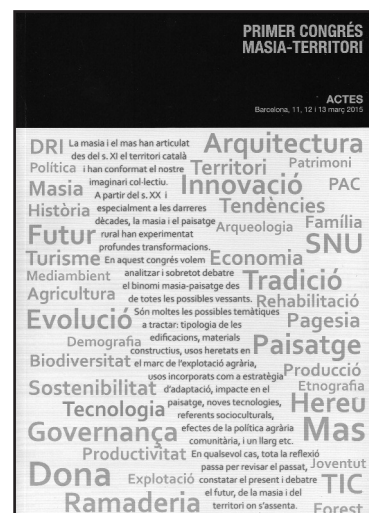 PRIMER CONGRÉS
MASIA-TERRITORI
ACTES
Barcelona, 11, 12 i 13 març 2015
DRI La masia i el mas han articulat Arquitectura
des del s. XI el territori català
Política i han conformat el nostre Territori Patrimoni
Masia imaginari col·lectiu. Innovació PAC
A partir del s. XX i
Història especialment a les darreres Tendències
dècades, la masia i el paisatge Arqueologia Família
Futur rural han experimentat SNU
profundes transformacions.
Turisme En aquest congrés volem Economia
Mediambent analitzar i sobretot debatre Tradició
el binomi masia-paisatge des
Agricultura de totes les possibles vessants. Rehabilitació
Evolució Són moltes les possibles temàtiques Pagesia
a tractar: tipologia de les
Demografia edificacions, materials Paisatge
constructius, usos heretats en
Biodiversitat el marc de l'explotació agrària, Producció
usos incorporats com a estratègia
Sostenibilitat d'adaptació, impacte en el Etnografia
Tecnologia paisatge, noves tecnologies, Hereu
referents socioculturals,
Governança efectes de la política agrària Mas
comunitària, i un llarg etc.
Productivitat En qualsevol cas, tota la reflexió
Dona passa per revisar el passat, Joventut
Explotació constatar el present i debatre TIC
Ramaderia el futur, de la masia i del
territori on s'assenta. Forest